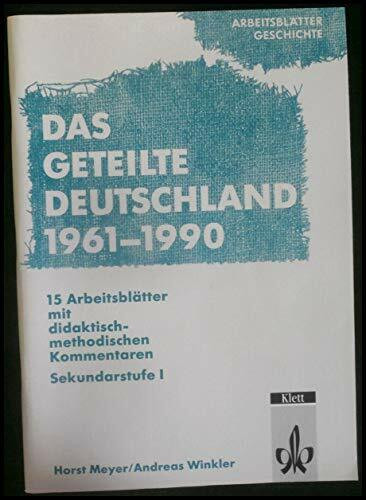 ARBEITSBLÄTTER
GESCHICHTE
DAS
GETEILTE
DEUTSCHLAND
1961–1990
15 Arbeitsblätter
mit
didaktisch-
methodischen
Kommentaren
Sekundarstufe I
Klett
Horst Meyer/Andreas Winkler